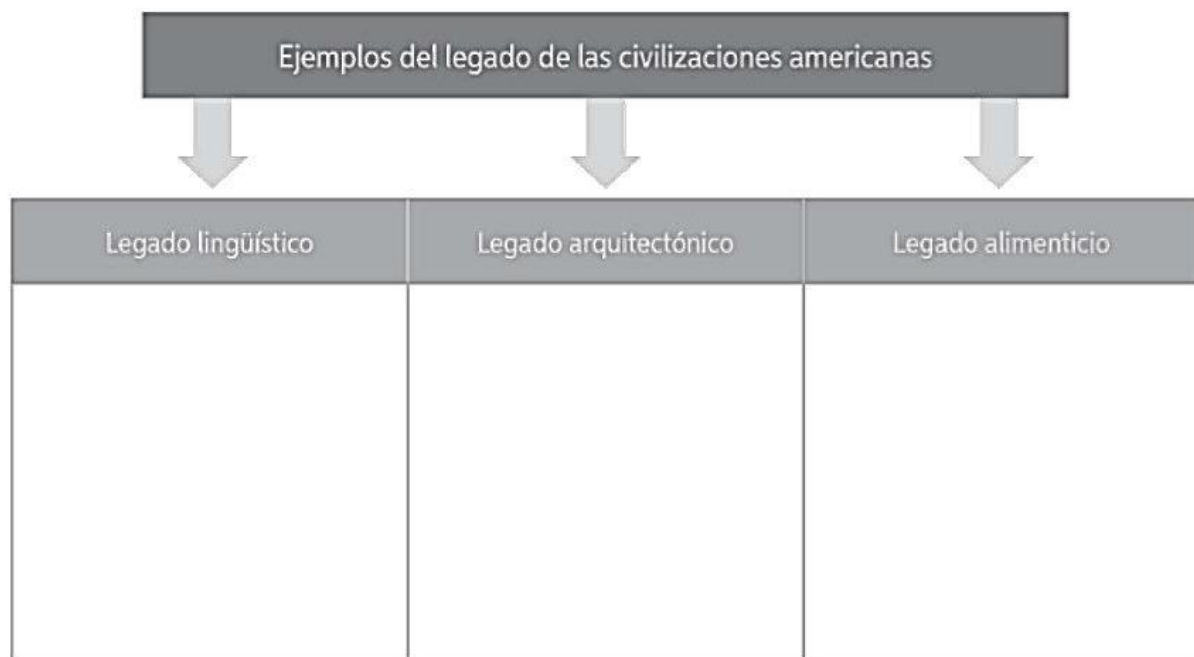 Ejemplos del legado de las civilizaciones americanas
Legado lingüístico
Legado arquitectónico
Legado alimenticio